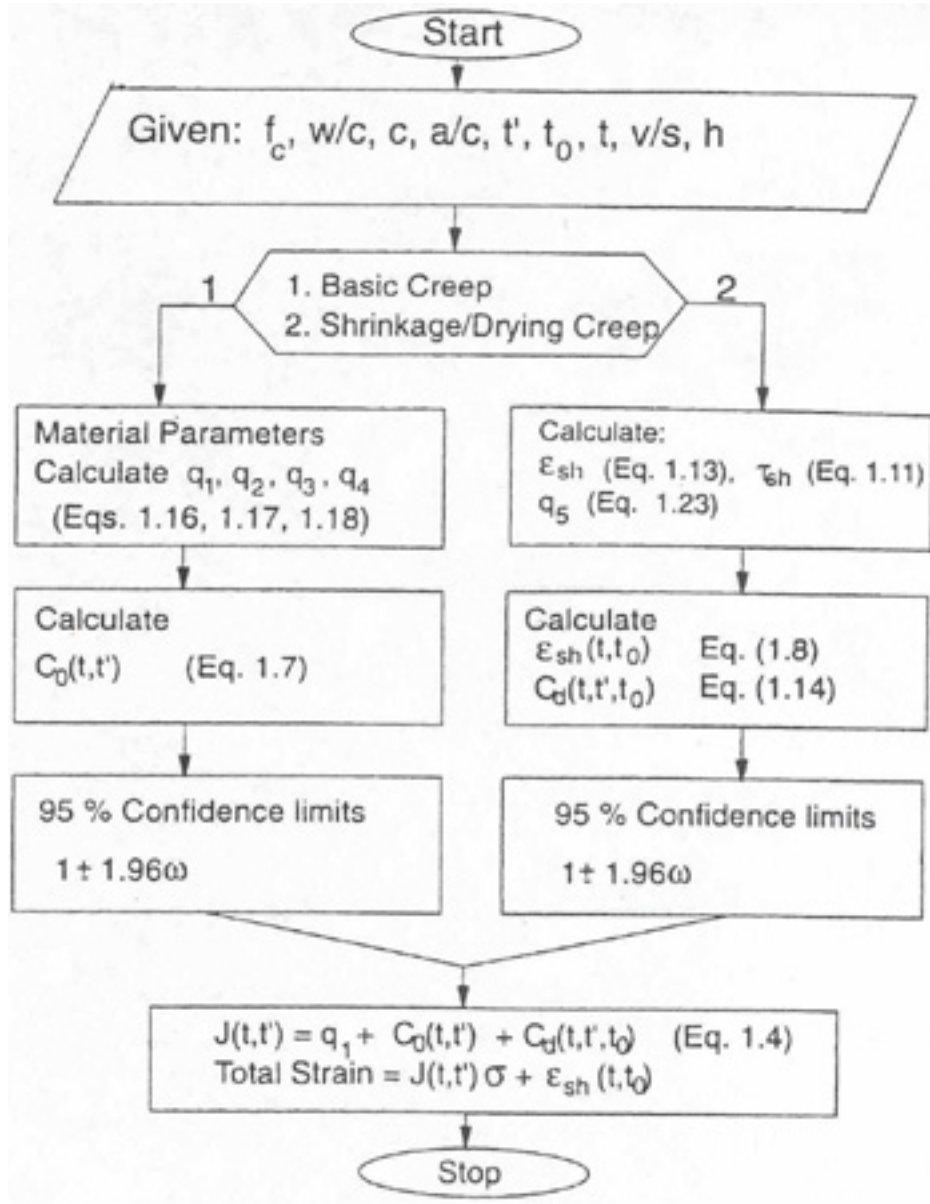 Start
Given: f_c, w/c, c, a/c, t', t_0, t, v/s, h
1
1. Basic Creep
2. Shrinkage/Drying Creep
2
Material Parameters
Calculate q_1, q_2, q_3, q_4
(Eqs. 1.16, 1.17, 1.18)
Calculate:
ε_sh (Eq. 1.13), τ_sh (Eq. 1.11)
q_5 (Eq. 1.23)
Calculate
C_0(t,t') (Eq. 1.7)
Calculate
ε_sh(t,t_0) Eq. (1.8)
C_d(t,t',t_0) Eq. (1.14)
95 % Confidence limits
1 ± 1.96ω
95 % Confidence limits
1 ± 1.96ω
J(t,t') = q_1 + C_0(t,t') + C_d(t,t',t_0) (Eq. 1.4)
Total Strain = J(t,t') σ + ε_sh (t,t_0)
Stop